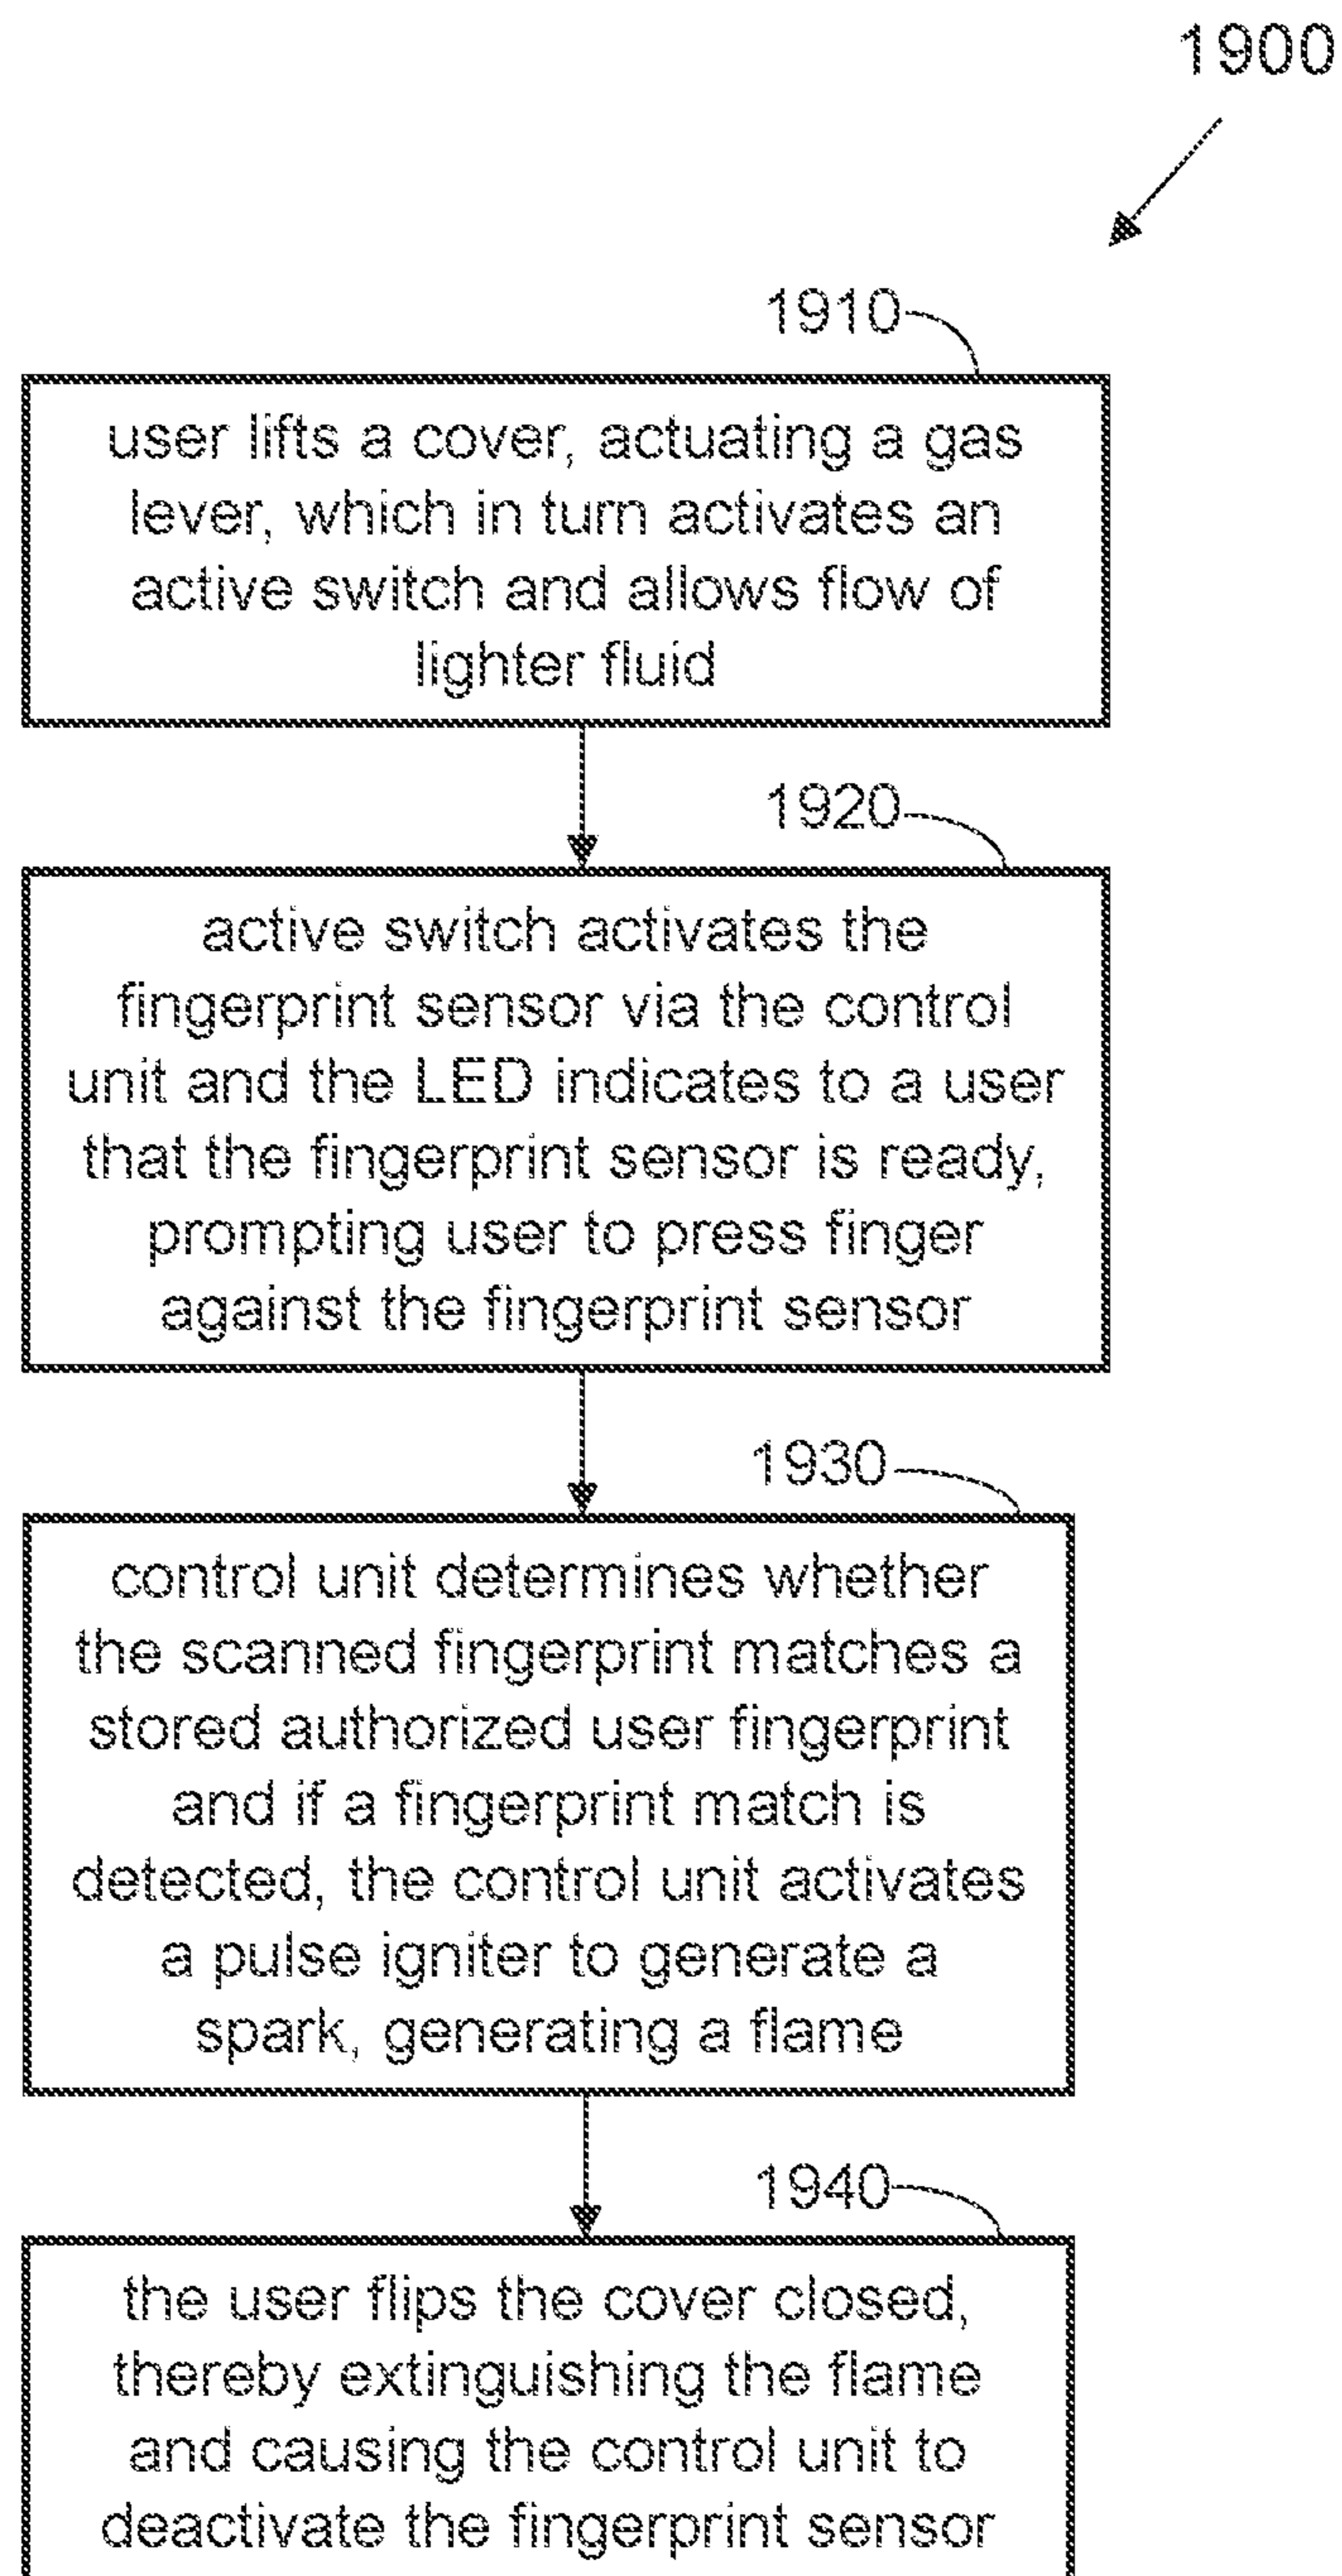 1900
1910
user lifts a cover, actuating a gas
lever, which in turn activates an
active switch and allows flow of
lighter fluid
1920
active switch activates the
fingerprint sensor via the control
unit and the LED indicates to a user
that the fingerprint sensor is ready,
prompting user to press finger
against the fingerprint sensor
1930
control unit determines whether
the scanned fingerprint matches a
stored authorized user fingerprint
and if a fingerprint match is
detected, the control unit activates
a pulse igniter to generate a
spark, generating a flame
1940
the user flips the cover closed,
thereby extinguishing the flame
and causing the control unit to
deactivate the fingerprint sensor